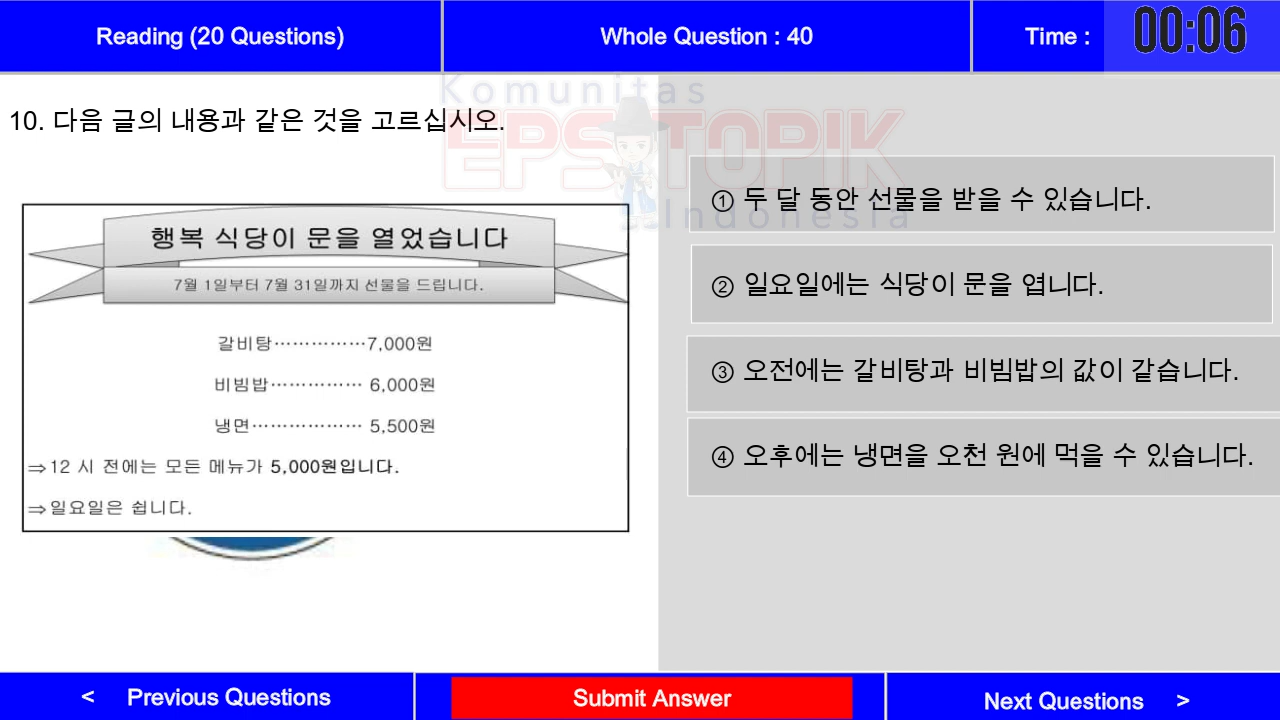 Reading (20 Questions)
Whole Question : 40
Time :
00:06
Komunitas
EPS TOPIK
Indonesia
10. 다음 글의 내용과 같은 것을 고르십시오.
행복 식당이 문을 열었습니다
7월 1일부터 7월 31일까지 선물을 드립니다.
갈비탕……………7,000원
비빔밥…………… 6,000원
냉면……………… 5,500원
⇒12 시 전에는 모든 메뉴가 5,000원입니다.
⇒일요일은 쉽니다.
① 두 달 동안 선물을 받을 수 있습니다.
② 일요일에는 식당이 문을 엽니다.
③ 오전에는 갈비탕과 비빔밥의 값이 같습니다.
④ 오후에는 냉면을 오천 원에 먹을 수 있습니다.
< Previous Questions
Submit Answer
Next Questions >